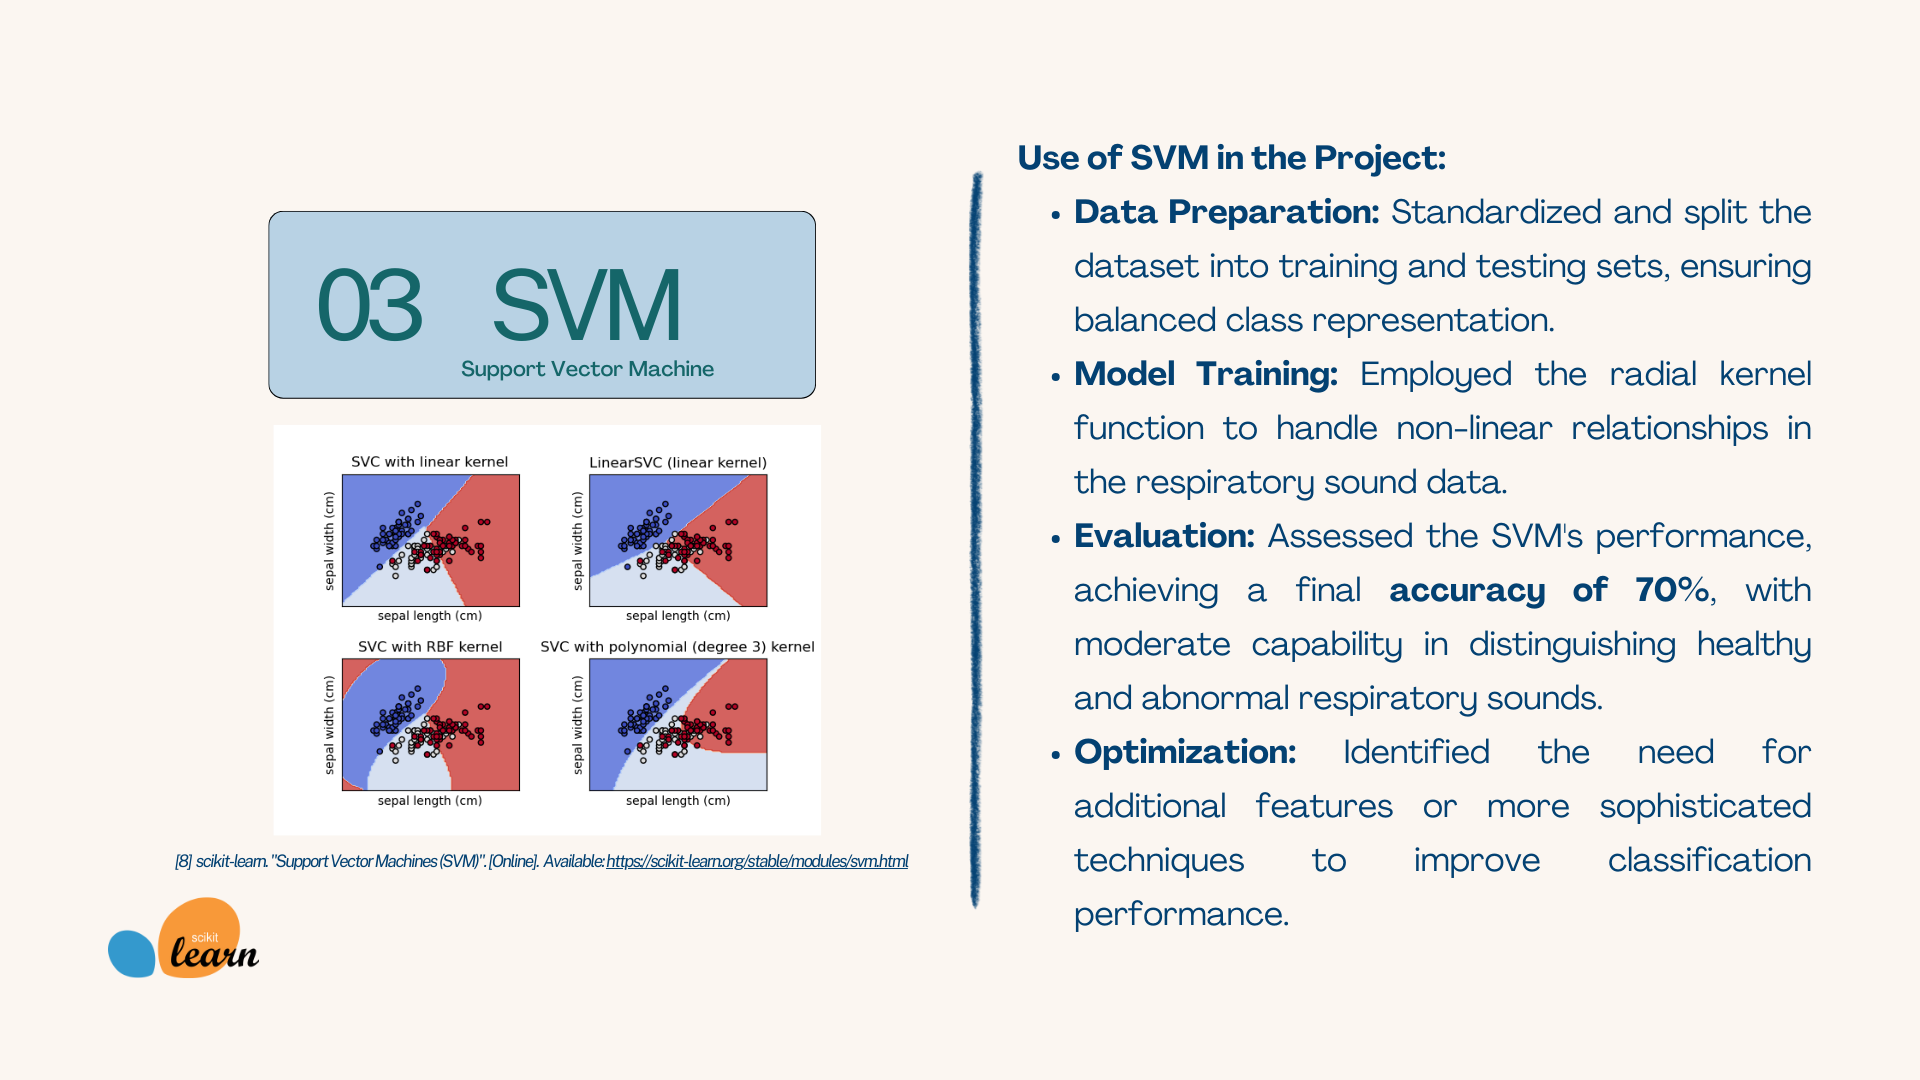 03 SVM
Support Vector Machine
SVC with linear kernel
sepal width (cm)
sepal length (cm)
LinearSVC (linear kernel)
sepal width (cm)
sepal length (cm)
SVC with RBF kernel
sepal width (cm)
sepal length (cm)
SVC with polynomial (degree 3) kernel
sepal width (cm)
sepal length (cm)
[8] scikit-learn. "Support Vector Machines (SVM)". [Online]. Available: https://scikit-learn.org/stable/modules/svm.html
scikit
learn
Use of SVM in the Project:
• Data Preparation: Standardized and split the
dataset into training and testing sets, ensuring
balanced class representation.
• Model Training: Employed the radial kernel
function to handle non-linear relationships in
the respiratory sound data.
• Evaluation: Assessed the SVM's performance,
achieving a final accuracy of 70%, with
moderate capability in distinguishing healthy
and abnormal respiratory sounds.
• Optimization: Identified the need for
additional features or more sophisticated
techniques to improve classification
performance.